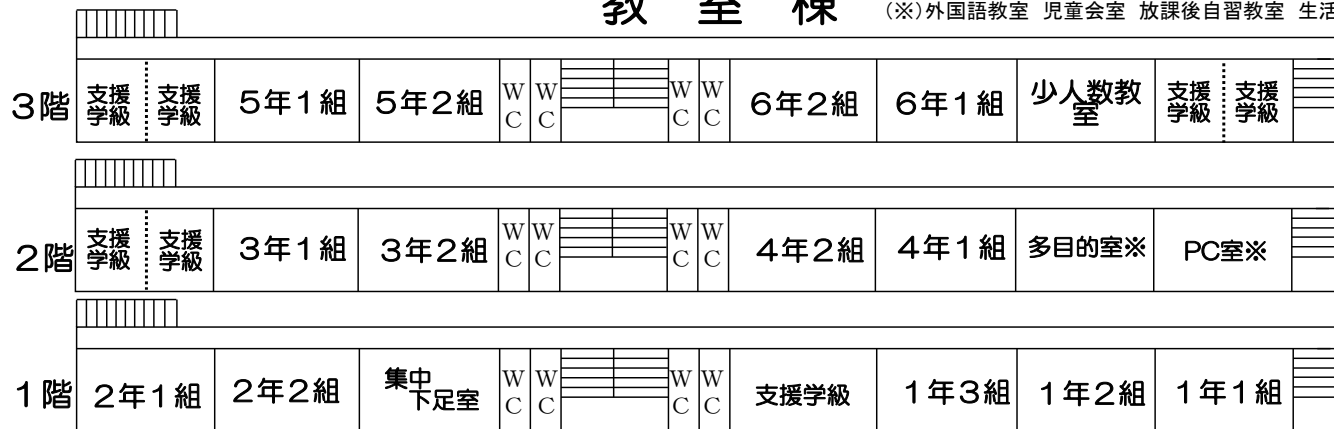 教室棟
(※)外国語教室 児童会室 放課後自習教室 生活
3階
支援学級
支援学級
5年1組
5年2組
WC
WC
WC
WC
6年2組
6年1組
少人数教室
支援学級
支援学級
2階
支援学級
支援学級
3年1組
3年2組
WC
WC
WC
WC
4年2組
4年1組
多目的室※
PC室※
1階
2年1組
2年2組
集中下足室
WC
WC
WC
WC
支援学級
1年3組
1年2組
1年1組